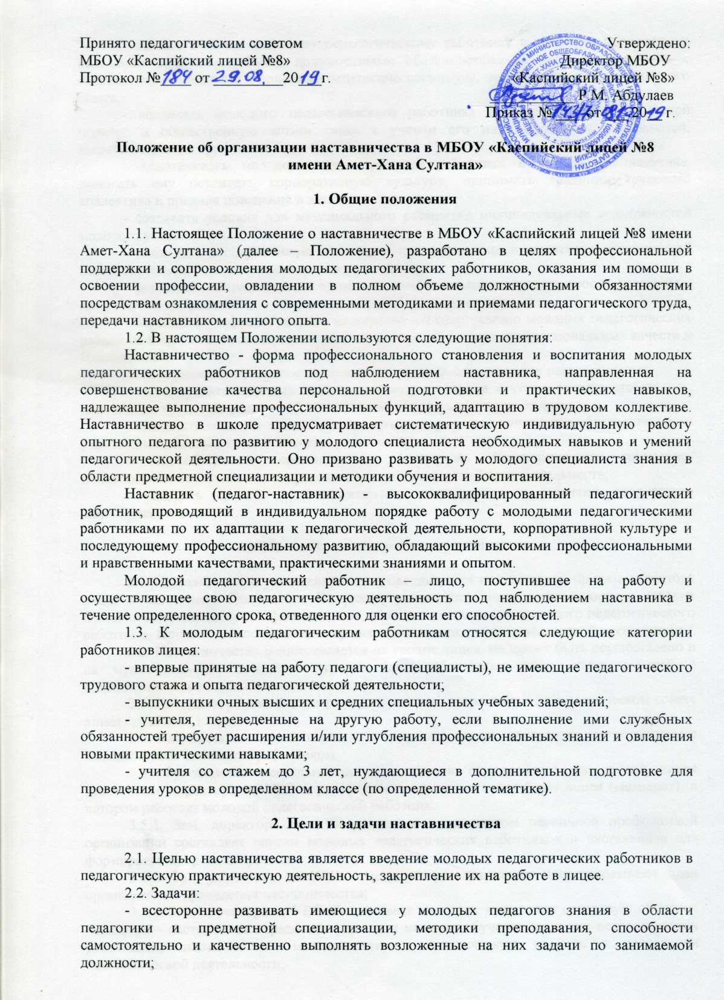 Принято педагогическим советом Утверждено:
МБОУ «Каспийский лицей №8» Директор МБОУ
Протокол № 184 от 29.08. 2019 г. «Каспийский лицей №8»
Р.М. Абдулаев
Приказ № от 2019 г.
Положение об организации наставничества в МБОУ «Каспийский лицей №8
имени Амет-Хана Султана»
1. Общие положения
1.1. Настоящее Положение о наставничестве в МБОУ «Каспийский лицей №8 имени
Амет-Хана Султана» (далее – Положение), разработано в целях профессиональной
поддержки и сопровождения молодых педагогических работников, оказания им помощи в
освоении профессии, овладении в полном объеме должностными обязанностями
посредствам ознакомления с современными методиками и приемами педагогического труда,
передачи наставником личного опыта.
1.2. В настоящем Положении используются следующие понятия:
Наставничество - форма профессионального становления и воспитания молодых
педагогических работников под наблюдением наставника, направленная на
совершенствование качества персональной подготовки и практических навыков,
надлежащее выполнение профессиональных функций, адаптацию в трудовом коллективе.
Наставничество в школе предусматривает систематическую индивидуальную работу
опытного педагога по развитию у молодого специалиста необходимых навыков и умений
педагогической деятельности. Оно призвано развивать у молодого специалиста знания в
области предметной специализации и методики обучения и воспитания.
Наставник (педагог-наставник) - высококвалифицированный педагогический
работник, проводящий в индивидуальном порядке работу с молодыми педагогическими
работниками по их адаптации к педагогической деятельности, корпоративной культуре и
последующему профессиональному развитию, обладающий высокими профессиональными
и нравственными качествами, практическими знаниями и опытом.
Молодой педагогический работник – лицо, поступившее на работу и
осуществляющее свою педагогическую деятельность под наблюдением наставника в
течение определенного срока, отведенного для оценки его способностей.
1.3. К молодым педагогическим работникам относятся следующие категории
работников лицея:
- впервые принятые на работу педагоги (специалисты), не имеющие педагогического
трудового стажа и опыта педагогической деятельности;
- выпускники очных высших и средних специальных учебных заведений;
- учителя, переведенные на другую работу, если выполнение ими служебных
обязанностей требует расширения и/или углубления профессиональных знаний и овладения
новыми практическими навыками;
- учителя со стажем до 3 лет, нуждающиеся в дополнительной подготовке для
проведения уроков в определенном классе (по определенной тематике).
2. Цели и задачи наставничества
2.1. Целью наставничества является введение молодых педагогических работников в
педагогическую практическую деятельность, закрепление их на работе в лицее.
2.2. Задачи:
- всесторонне развивать имеющиеся у молодых педагогов знания в области
педагогики и предметной специализации, методики преподавания, способности
самостоятельно и качественно выполнять возложенные на них задачи по занимаемой
должности;